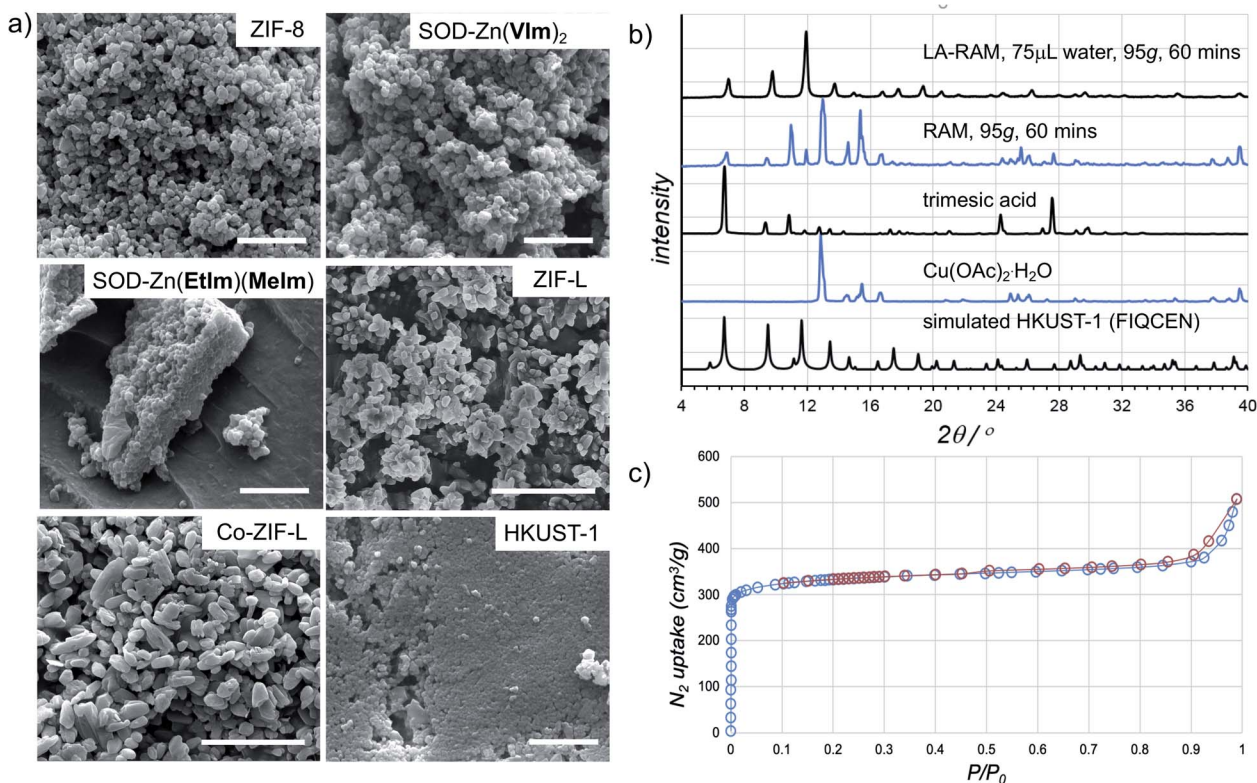 a)
ZIF-8
SOD-Zn(VIm)₂
SOD-Zn(EtIm)(MeIm)
ZIF-L
Co-ZIF-L
HKUST-1
b)
LA-RAM, 75μL water, 95g, 60 mins
RAM, 95g, 60 mins
trimesic acid
Cu(OAc)₂·H₂O
simulated HKUST-1 (FIQCEN)
intensity
4 8 12 16 20 24 28 32 36 40
2θ/°
c)
600
500
400
300
200
100
0
N₂ uptake (cm³/g)
0 0.1 0.2 0.3 0.4 0.5 0.6 0.7 0.8 0.9 1
P/P₀